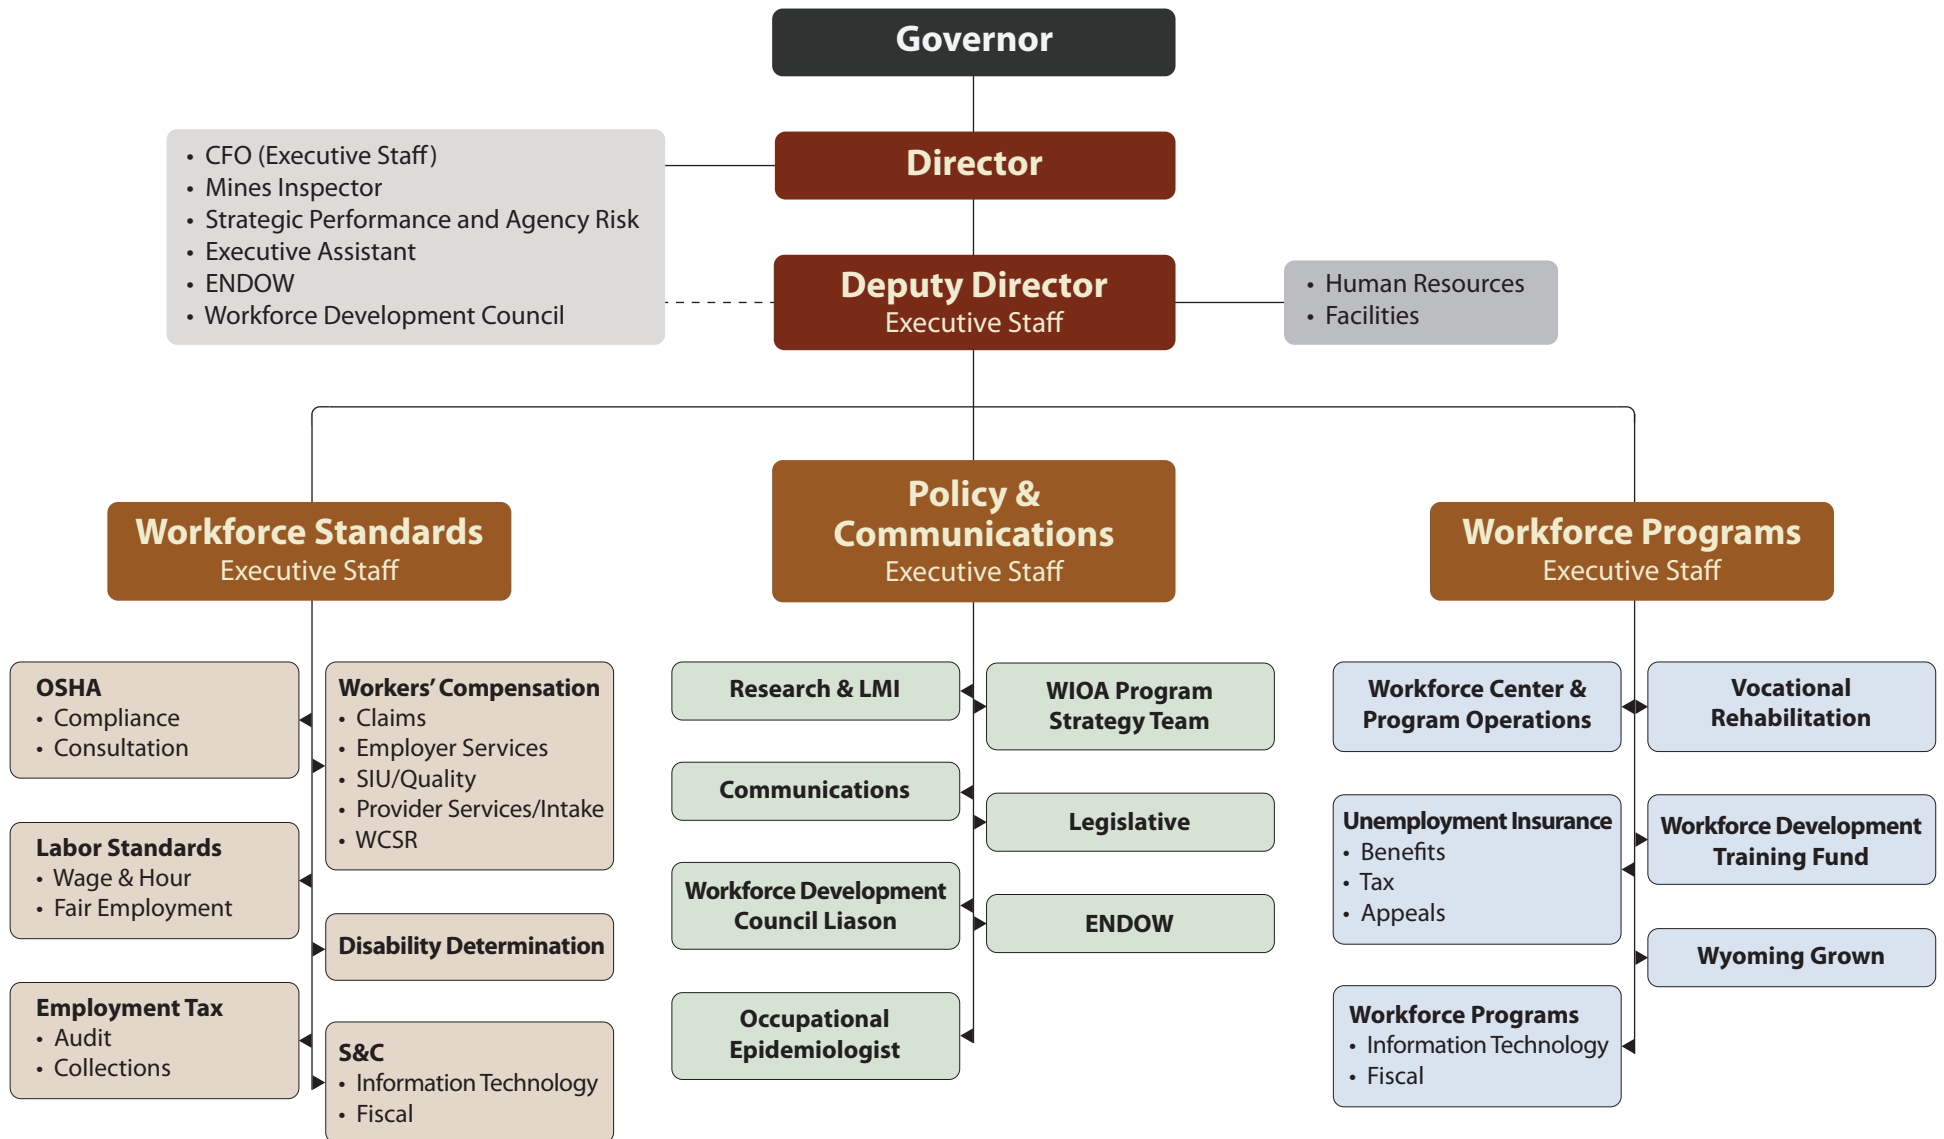 Governor
• CFO (Executive Staff)
• Mines Inspector
• Strategic Performance and Agency Risk
• Executive Assistant
• ENDOW
• Workforce Development Council
Director
Deputy Director
Executive Staff
• Human Resources
• Facilities
Workforce Standards
Executive Staff
Policy &
Communications
Executive Staff
Workforce Programs
Executive Staff
OSHA
• Compliance
• Consultation
Workers’ Compensation
• Claims
• Employer Services
• SIU/Quality
• Provider Services/Intake
• WCSR
Labor Standards
• Wage & Hour
• Fair Employment
Disability Determination
Employment Tax
• Audit
• Collections
S&C
• Information Technology
• Fiscal
Research & LMI
WIOA Program
Strategy Team
Communications
Legislative
Workforce Development
Council Liason
ENDOW
Occupational
Epidemiologist
Workforce Center &
Program Operations
Vocational
Rehabilitation
Unemployment Insurance
• Benefits
• Tax
• Appeals
Workforce Development
Training Fund
Wyoming Grown
Workforce Programs
• Information Technology
• Fiscal